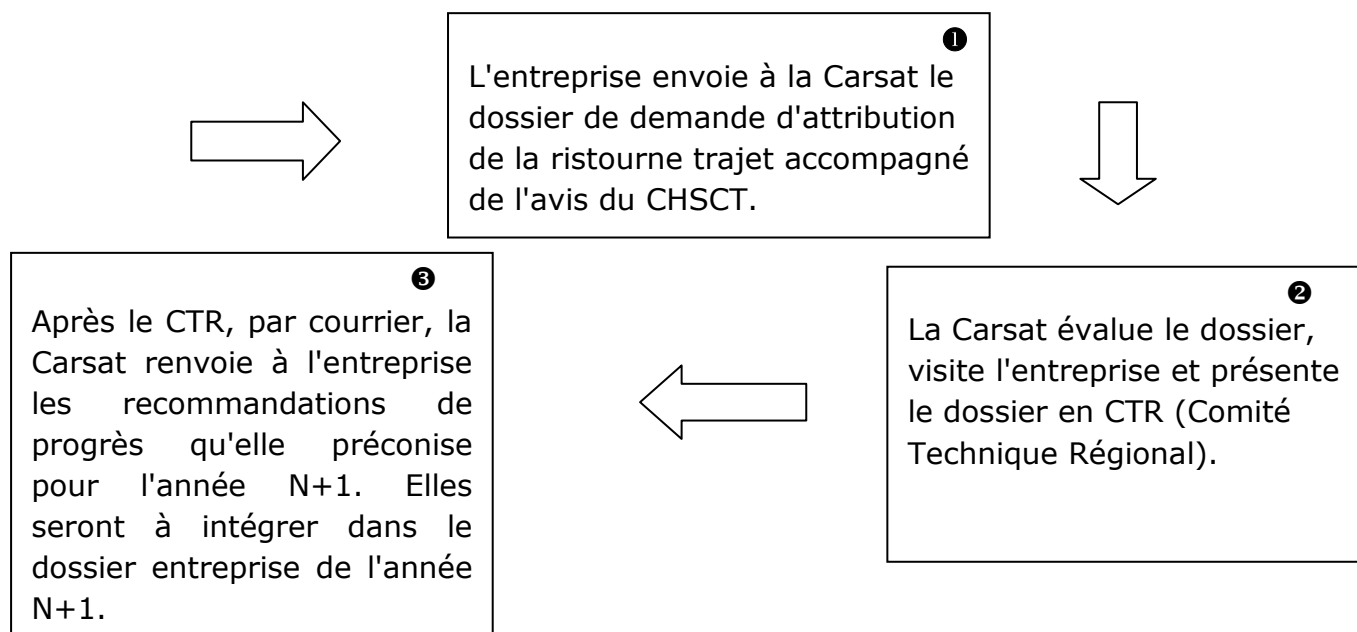 ❶
L'entreprise envoie à la Carsat le
dossier de demande d'attribution
de la ristourne trajet accompagné
de l'avis du CHSCT.
❷
La Carsat évalue le dossier,
visite l'entreprise et présente
le dossier en CTR (Comité
Technique Régional).
❸
Après le CTR, par courrier, la
Carsat renvoie à l'entreprise
les recommandations de
progrès qu'elle préconise
pour l'année N+1. Elles
seront à intégrer dans le
dossier entreprise de l'année
N+1.